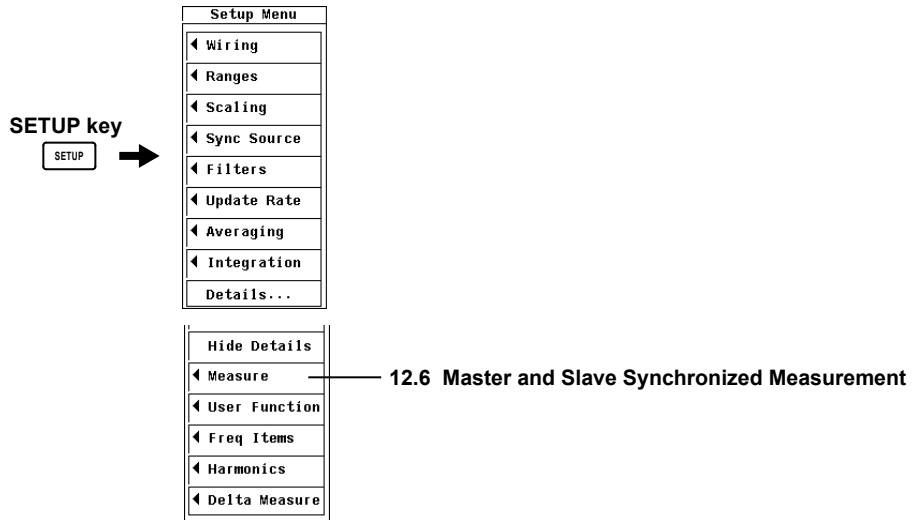 Setup Menu
Wiring
Ranges
Scaling
SETUP key
SETUP
Sync Source
Filters
Update Rate
Averaging
Integration
Details...
Hide Details
Measure
12.6 Master and Slave Synchronized Measurement
User Function
Freq Items
Harmonics
Delta Measure